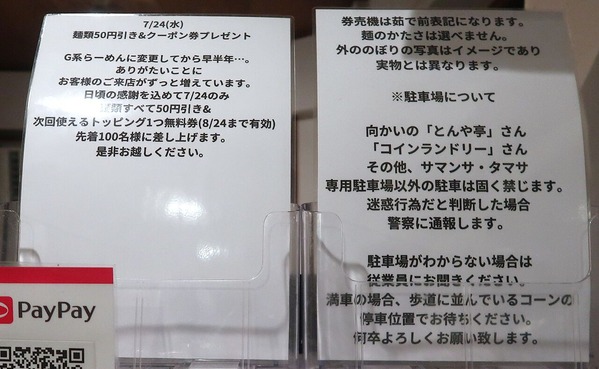 7/24(水)
麺類50円引き&クーポン券プレゼント
G系らーめんに変更してから早半年…。
ありがたいことに
お客様のご来店がずっと増えています。
日頃の感謝を込めて7/24のみ
麺類すべて50円引き&
次回使えるトッピング1つ無料券(8/24まで有効)
先着100名様に差し上げます。
是非お越しください。
PayPay
券売機は茹で前表記になります。
麺のかたさは選べません。
外ののぼりの写真はイメージであり
実物とは異なります。
※駐車場について
向かいの「とんや亭」さん
「コインランドリー」さん
その他、サマンサ・タマサ
専用駐車場以外の駐車は固く禁じます。
迷惑行為だと判断した場合
警察に通報します。
駐車場がわからない場合は
従業員にお聞きください。
満車の場合、歩道に並んでいるコーンの
停車位置でお待ちください。
何卒よろしくお願い致します。